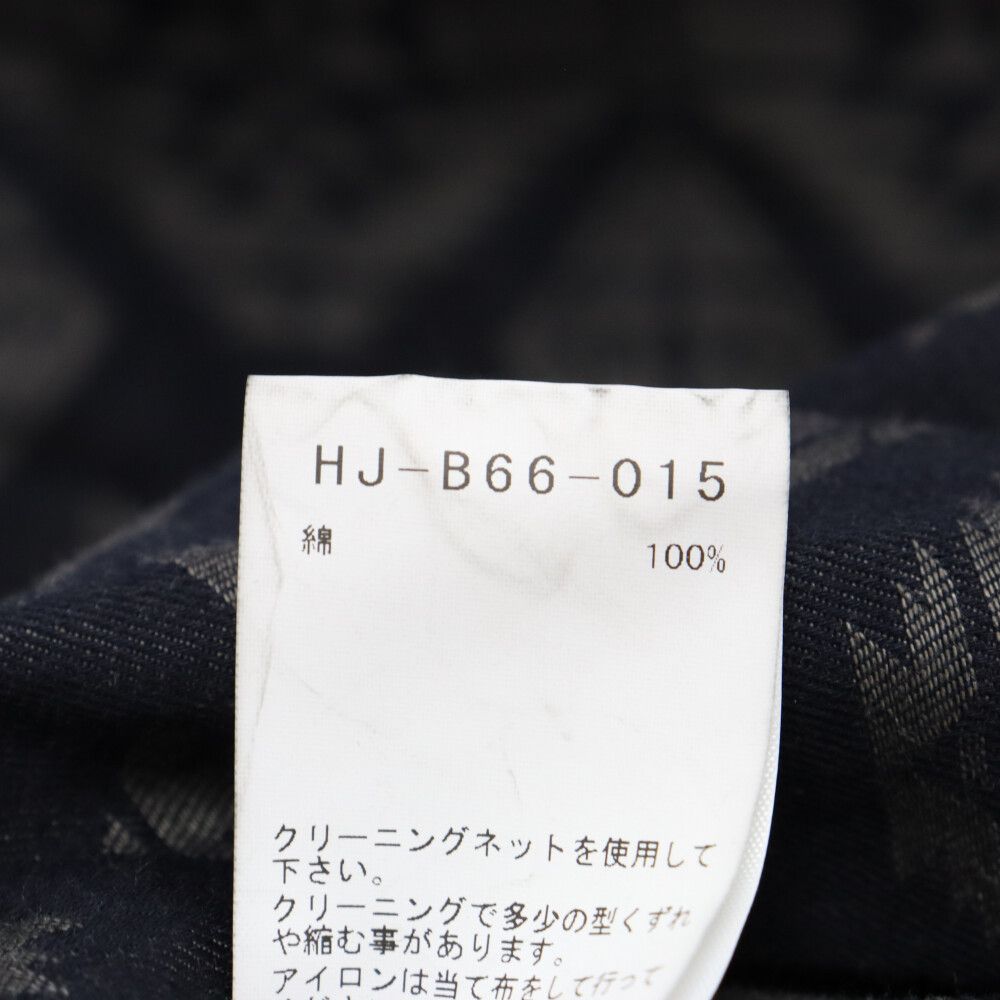 HJ-B66-015
綿 100%
クリーニングネットを使用して
下さい。
クリーニングで多少の型くずれ
や縮む事があります。
アイロンは当て布をして行って